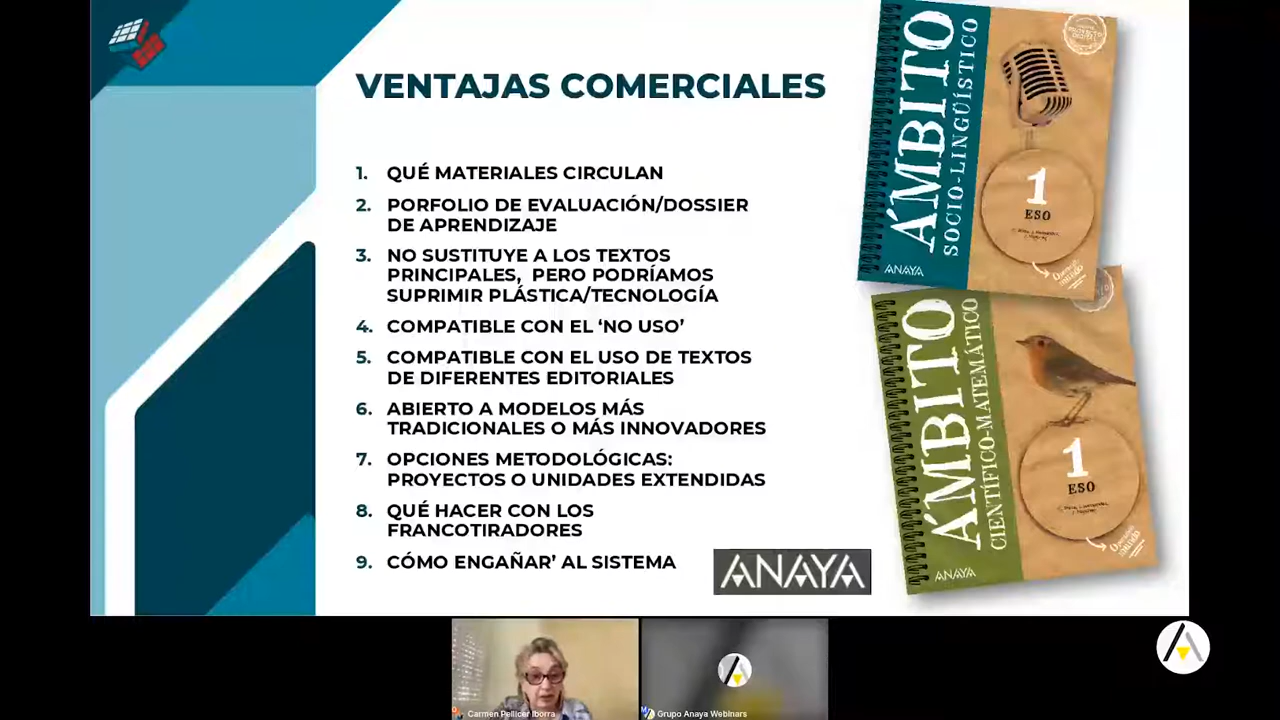 VENTAJAS COMERCIALES
1. QUÉ MATERIALES CIRCULAN
2. PORFOLIO DE EVALUACIÓN/DOSSIER
DE APRENDIZAJE
3. NO SUSTITUYE A LOS TEXTOS
PRINCIPALES, PERO PODRÍAMOS
SUPRIMIR PLÁSTICA/TECNOLOGÍA
4. COMPATIBLE CON EL ‘NO USO’
5. COMPATIBLE CON EL USO DE TEXTOS
DE DIFERENTES EDITORIALES
6. ABIERTO A MODELOS MÁS
TRADICIONALES O MÁS INNOVADORES
7. OPCIONES METODOLÓGICAS:
PROYECTOS O UNIDADES EXTENDIDAS
8. QUÉ HACER CON LOS
FRANCOTIRADORES
9. CÓMO ENGAÑAR’ AL SISTEMA
ANAYA
ÁMBITO
SOCIO-LINGÜÍSTICO
1
ESO
ANAYA
ÁMBITO
CIENTÍFICO-MATEMÁTICO
1
ESO
ANAYA
Carmen Pellicer Iborra
Grupo Anaya Webinars